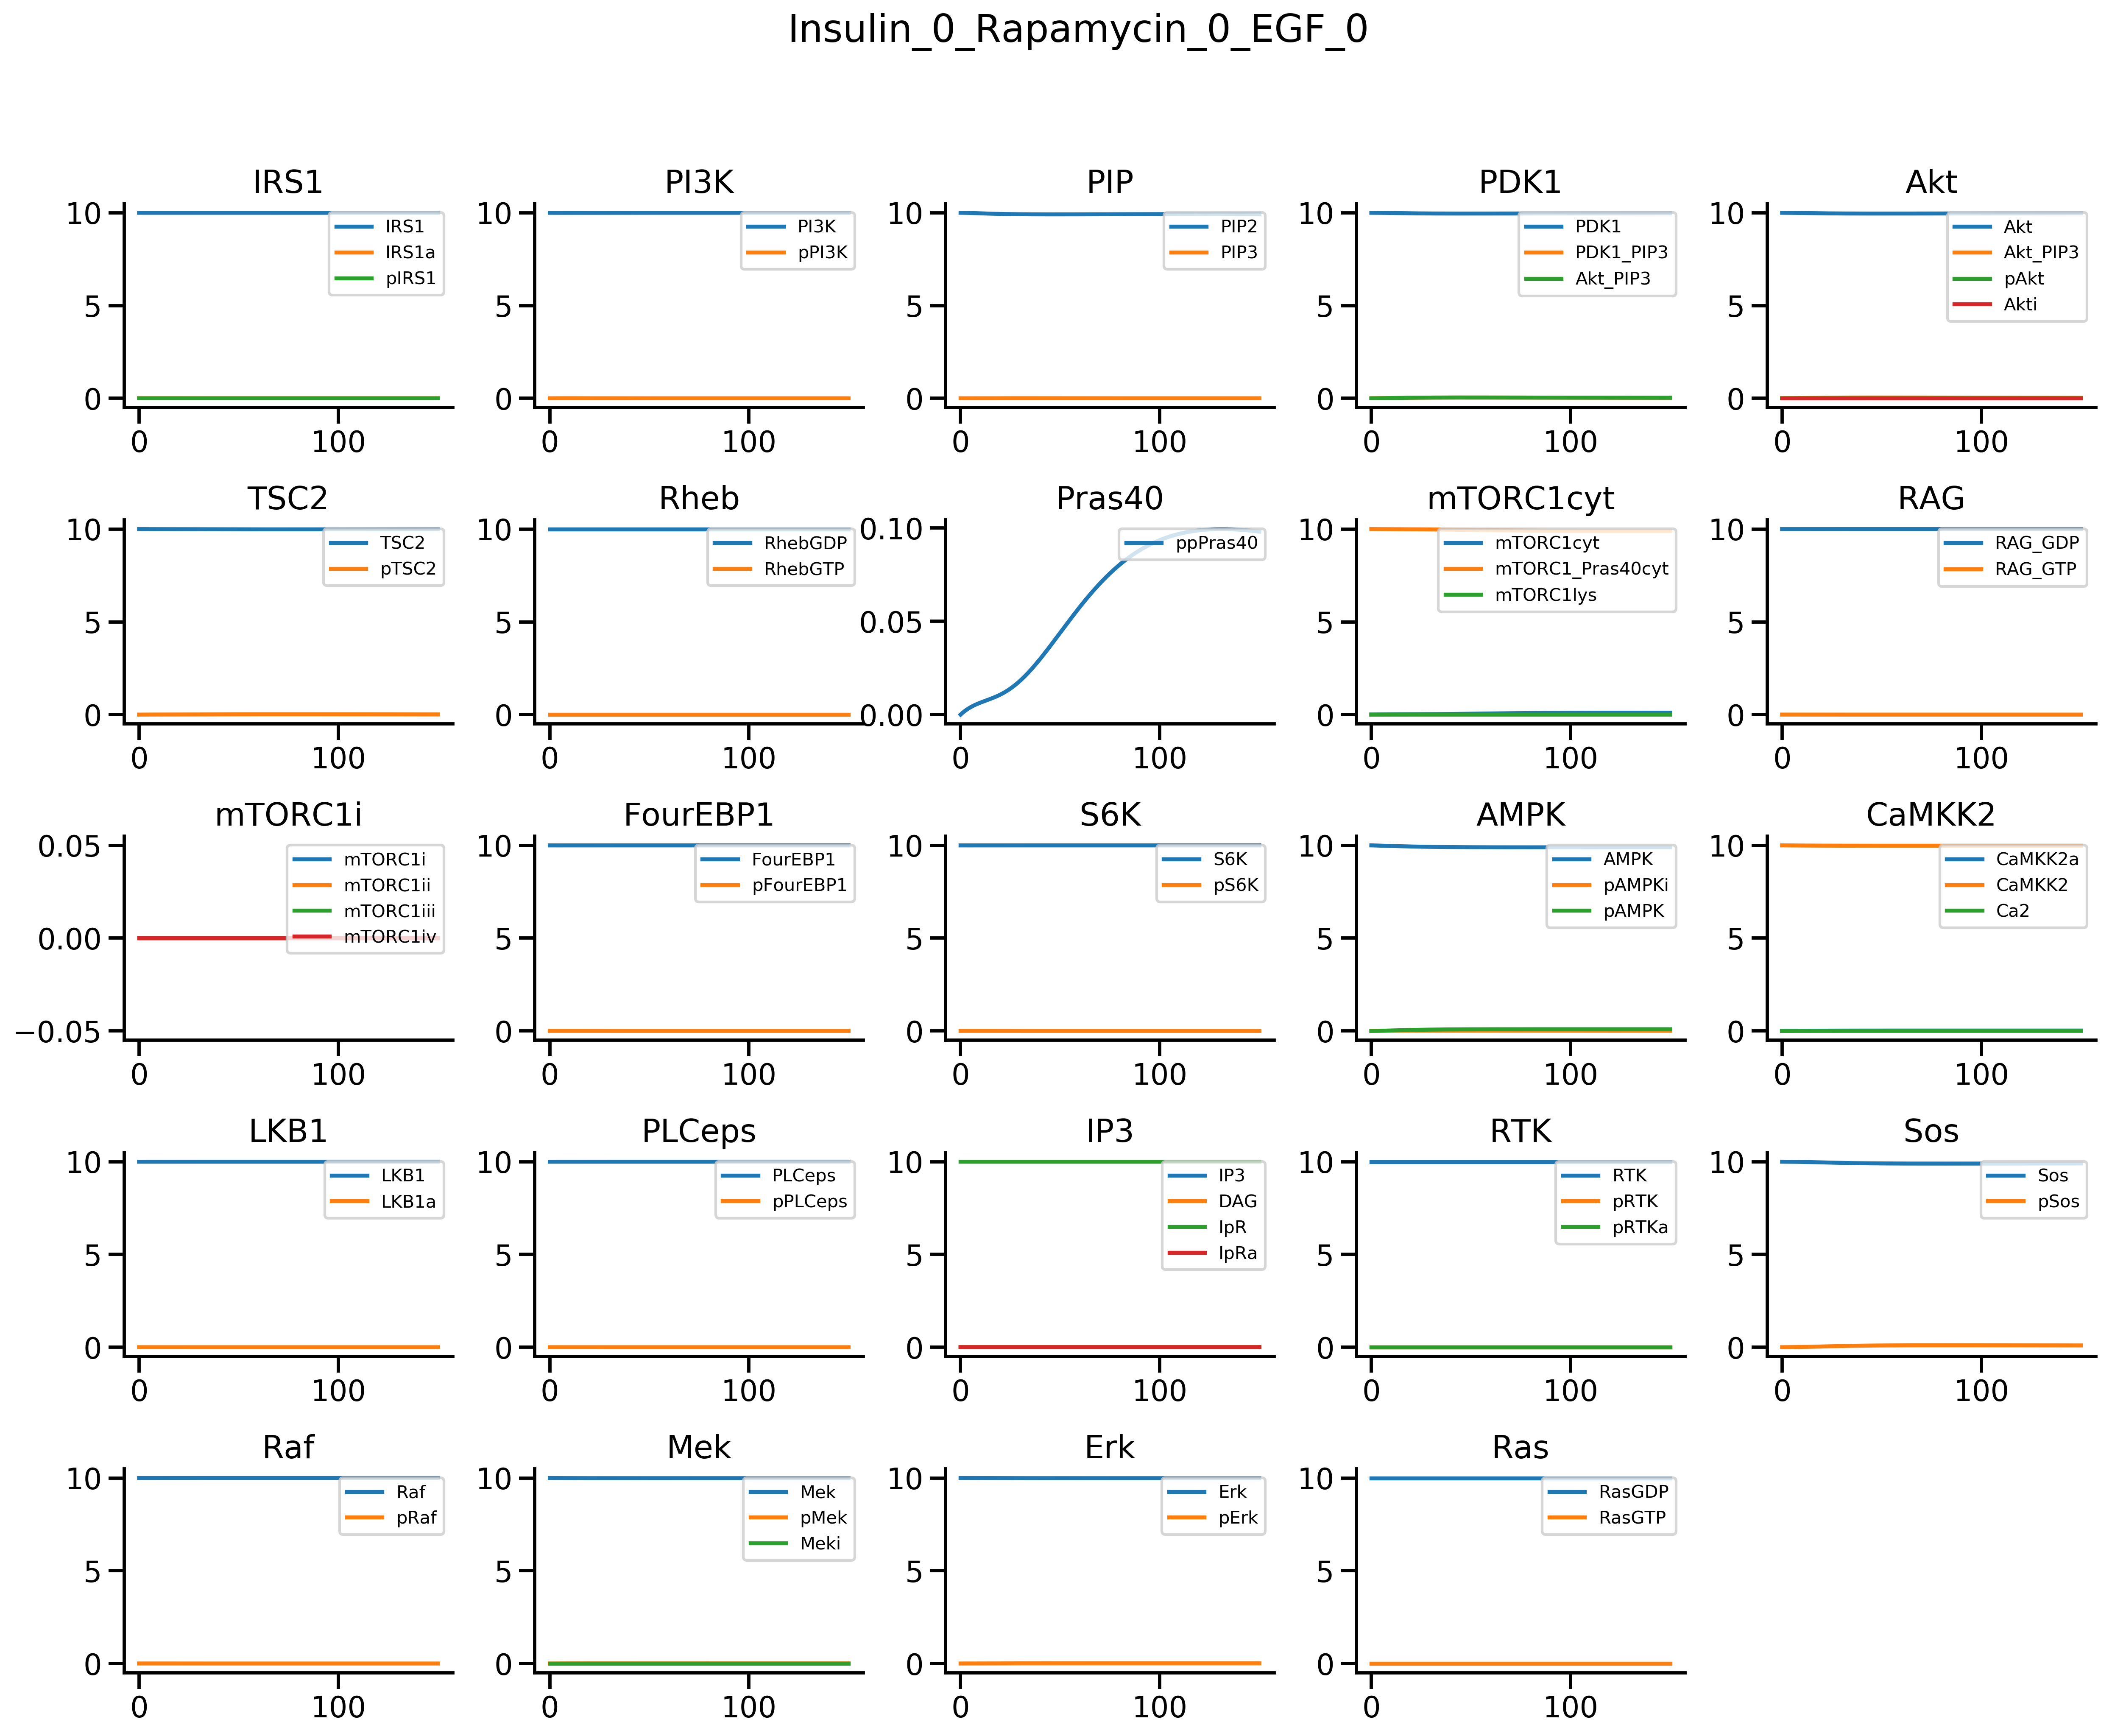 Insulin_0_Rapamycin_0_EGF_0
IRS1
10
5
0
0 100
IRS1
IRS1a
pIRS1
PI3K
10
5
0
0 100
PI3K
pPI3K
PIP
10
5
0
0 100
PIP2
PIP3
PDK1
10
5
0
0 100
PDK1
PDK1_PIP3
Akt_PIP3
Akt
10
5
0
0 100
Akt
Akt_PIP3
pAkt
Akti
TSC2
10
5
0
0 100
TSC2
pTSC2
Rheb
10
5
0
0 100
RhebGDP
RhebGTP
Pras40
0.10
0.05
0.00
0 100
ppPras40
mTORC1cyt
10
5
0
0 100
mTORC1cyt
mTORC1_Pras40cyt
mTORC1lys
RAG
10
5
0
0 100
RAG_GDP
RAG_GTP
mTORC1i
0.05
0.00
−0.05
0 100
mTORC1i
mTORC1ii
mTORC1iii
mTORC1iv
FourEBP1
10
5
0
0 100
FourEBP1
pFourEBP1
S6K
10
5
0
0 100
S6K
pS6K
AMPK
10
5
0
0 100
AMPK
pAMPKi
pAMPK
CaMKK2
10
5
0
0 100
CaMKK2a
CaMKK2
Ca2
LKB1
10
5
0
0 100
LKB1
LKB1a
PLCeps
10
5
0
0 100
PLCeps
pPLCeps
IP3
10
5
0
0 100
IP3
DAG
IpR
IpRa
RTK
10
5
0
0 100
RTK
pRTK
pRTKa
Sos
10
5
0
0 100
Sos
pSos
Raf
10
5
0
0 100
Raf
pRaf
Mek
10
5
0
0 100
Mek
pMek
Meki
Erk
10
5
0
0 100
Erk
pErk
Ras
10
5
0
0 100
RasGDP
RasGTP